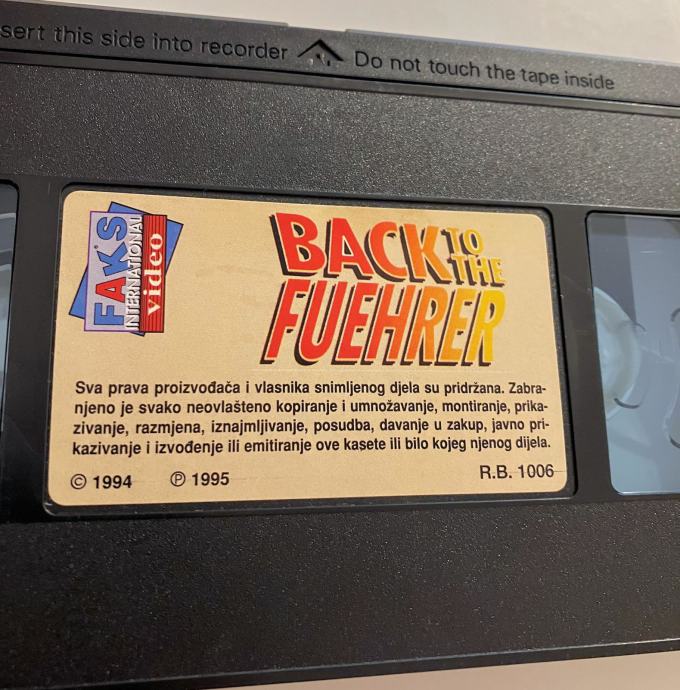 sert this side into recorder Do not touch the tape inside
FAKS
INTERNATIONAL
video
BACK TO THE
FUEHRER
Sva prava proizvođača i vlasnika snimljenog djela su pridržana. Zabra-
njeno je svako neovlašteno kopiranje i umnožavanje, montiranje, prika-
zivanje, razmjena, iznajmljivanje, posudba, davanje u zakup, javno pri-
kazivanje i izvođenje ili emitiranje ove kasete ili bilo kojeg njenog dijela.
© 1994 ℗ 1995 R.B. 1006